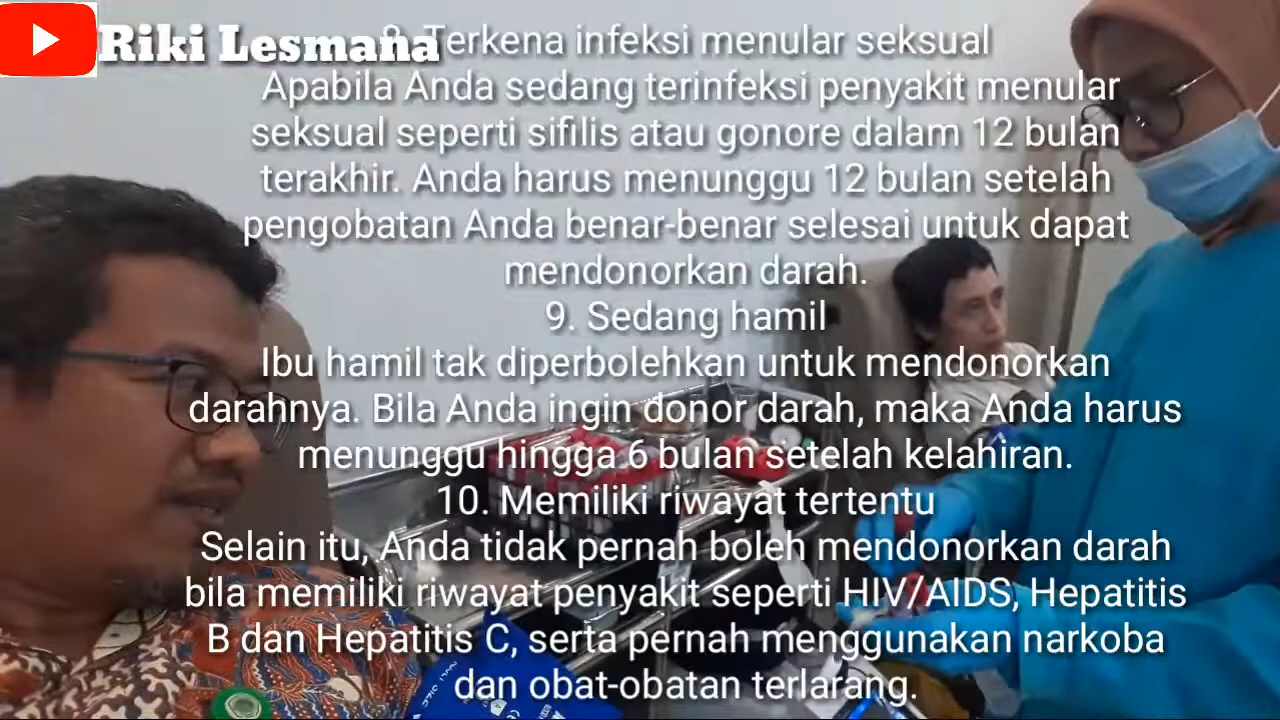 Riki Lesmana
8. Terkena infeksi menular seksual
Apabila Anda sedang terinfeksi penyakit menular
seksual seperti sifilis atau gonore dalam 12 bulan
terakhir. Anda harus menunggu 12 bulan setelah
pengobatan Anda benar-benar selesai untuk dapat
mendonorkan darah.
9. Sedang hamil
Ibu hamil tak diperbolehkan untuk mendonorkan
darahnya. Bila Anda ingin donor darah, maka Anda harus
menunggu hingga 6 bulan setelah kelahiran.
10. Memiliki riwayat tertentu
Selain itu, Anda tidak pernah boleh mendonorkan darah
bila memiliki riwayat penyakit seperti HIV/AIDS, Hepatitis
B dan Hepatitis C, serta pernah menggunakan narkoba
dan obat-obatan terlarang.